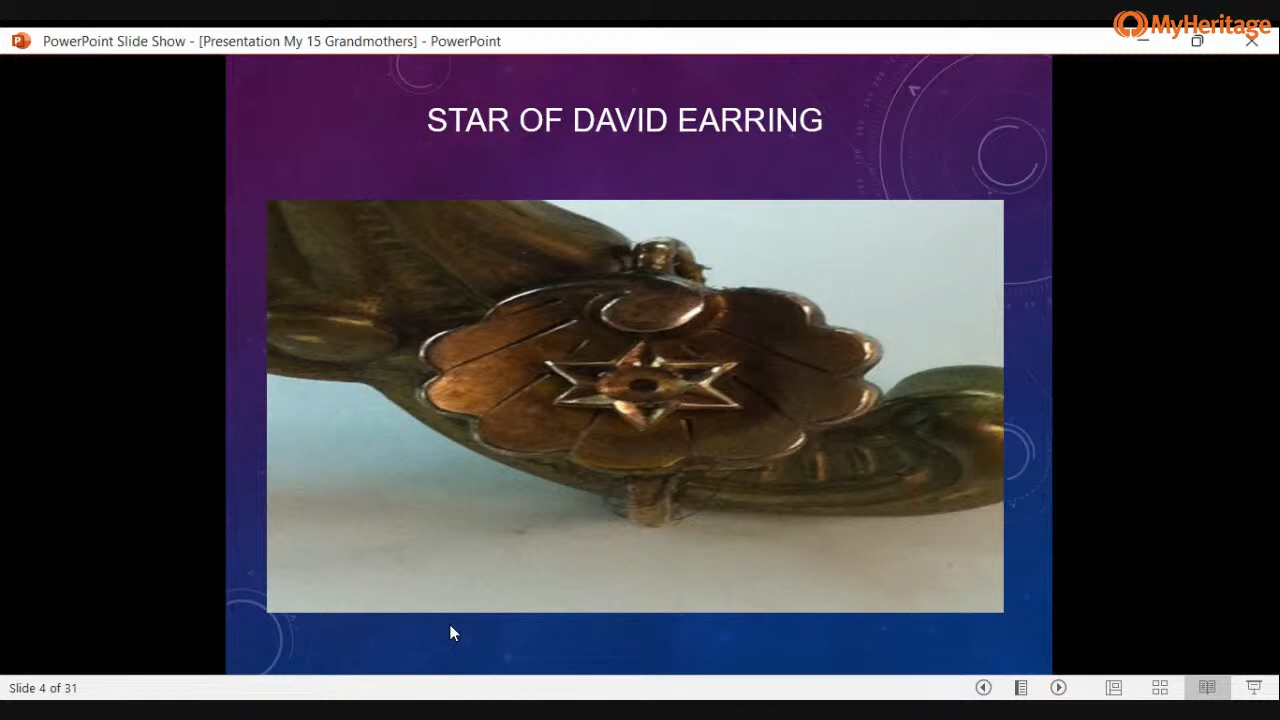 MyHeritage
PowerPoint Slide Show - [Presentation My 15 Grandmothers] - PowerPoint
STAR OF DAVID EARRING
Slide 4 of 31